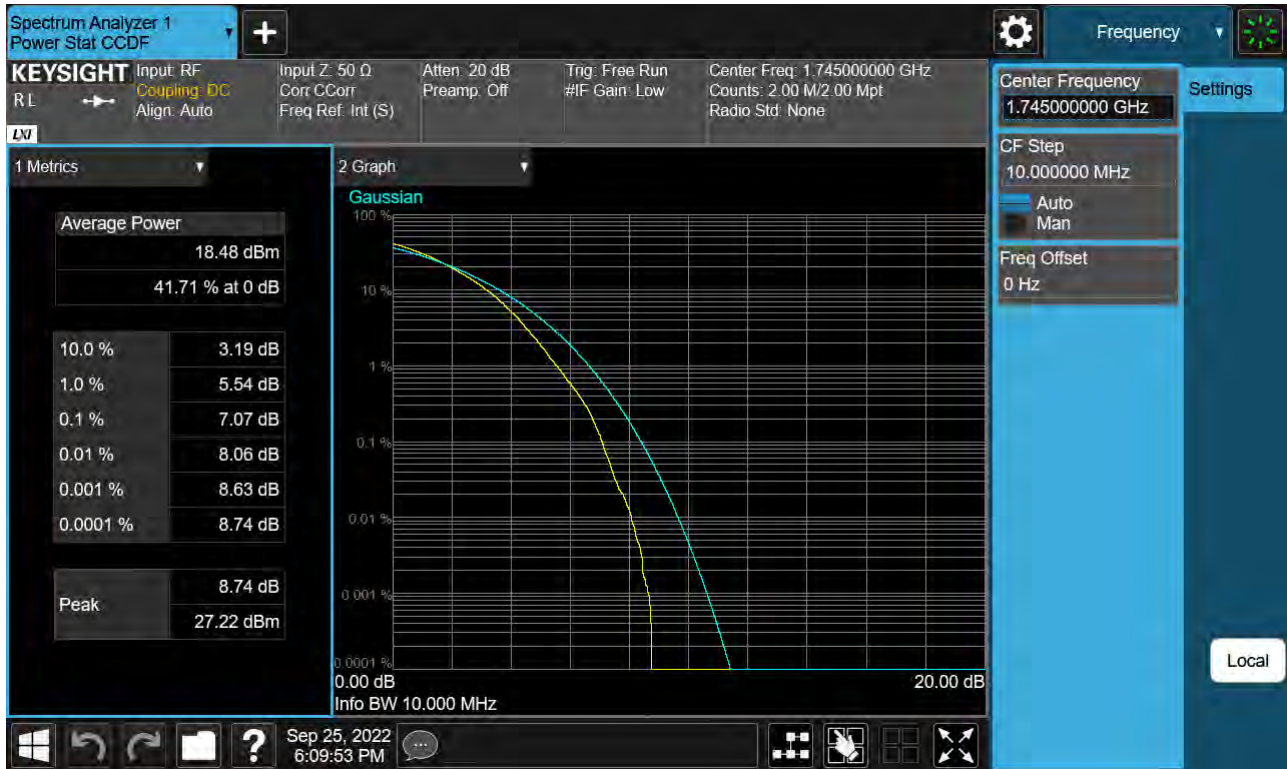 Spectrum Analyzer 1
Power Stat CCDF
Frequency
KEYSIGHT
RL
LXI
Input: RF
Coupling: DC
Align: Auto
Input Z: 50 Ω
Corr CCorr
Freq Ref: Int (S)
Atten: 20 dB
Preamp: Off
Trig: Free Run
#IF Gain: Low
Center Freq: 1.745000000 GHz
Counts: 2.00 M/2.00 Mpt
Radio Std: None
Center Frequency
1.745000000 GHz
Settings
CF Step
10.000000 MHz
Auto
Man
Freq Offset
0 Hz
Local
1 Metrics
Average Power
18.48 dBm
41.71 % at 0 dB
10.0 % 3.19 dB
1.0 % 5.54 dB
0.1 % 7.07 dB
0.01 % 8.06 dB
0.001 % 8.63 dB
0.0001 % 8.74 dB
Peak
8.74 dB
27.22 dBm
2 Graph
Gaussian
100 %
10 %
1 %
0.1 %
0.01 %
0.001 %
0.0001 %
0.00 dB 20.00 dB
Info BW 10.000 MHz
?
Sep 25, 2022
6:09:53 PM